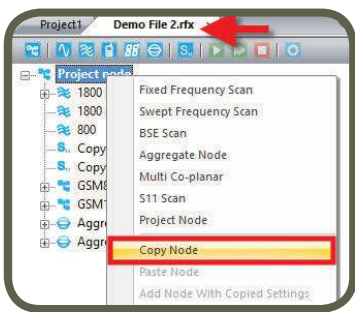 Project1 Demo File 2.rfx
Project node
1800
1800
800
S.. Copy
S.. Copy
GSM8
GSM1
Aggr
Aggr
Fixed Frequency Scan
Swept Frequency Scan
BSE Scan
Aggregate Node
Multi Co-planar
S11 Scan
Project Node
Copy Node
Paste Node
Add Node With Copied Settings